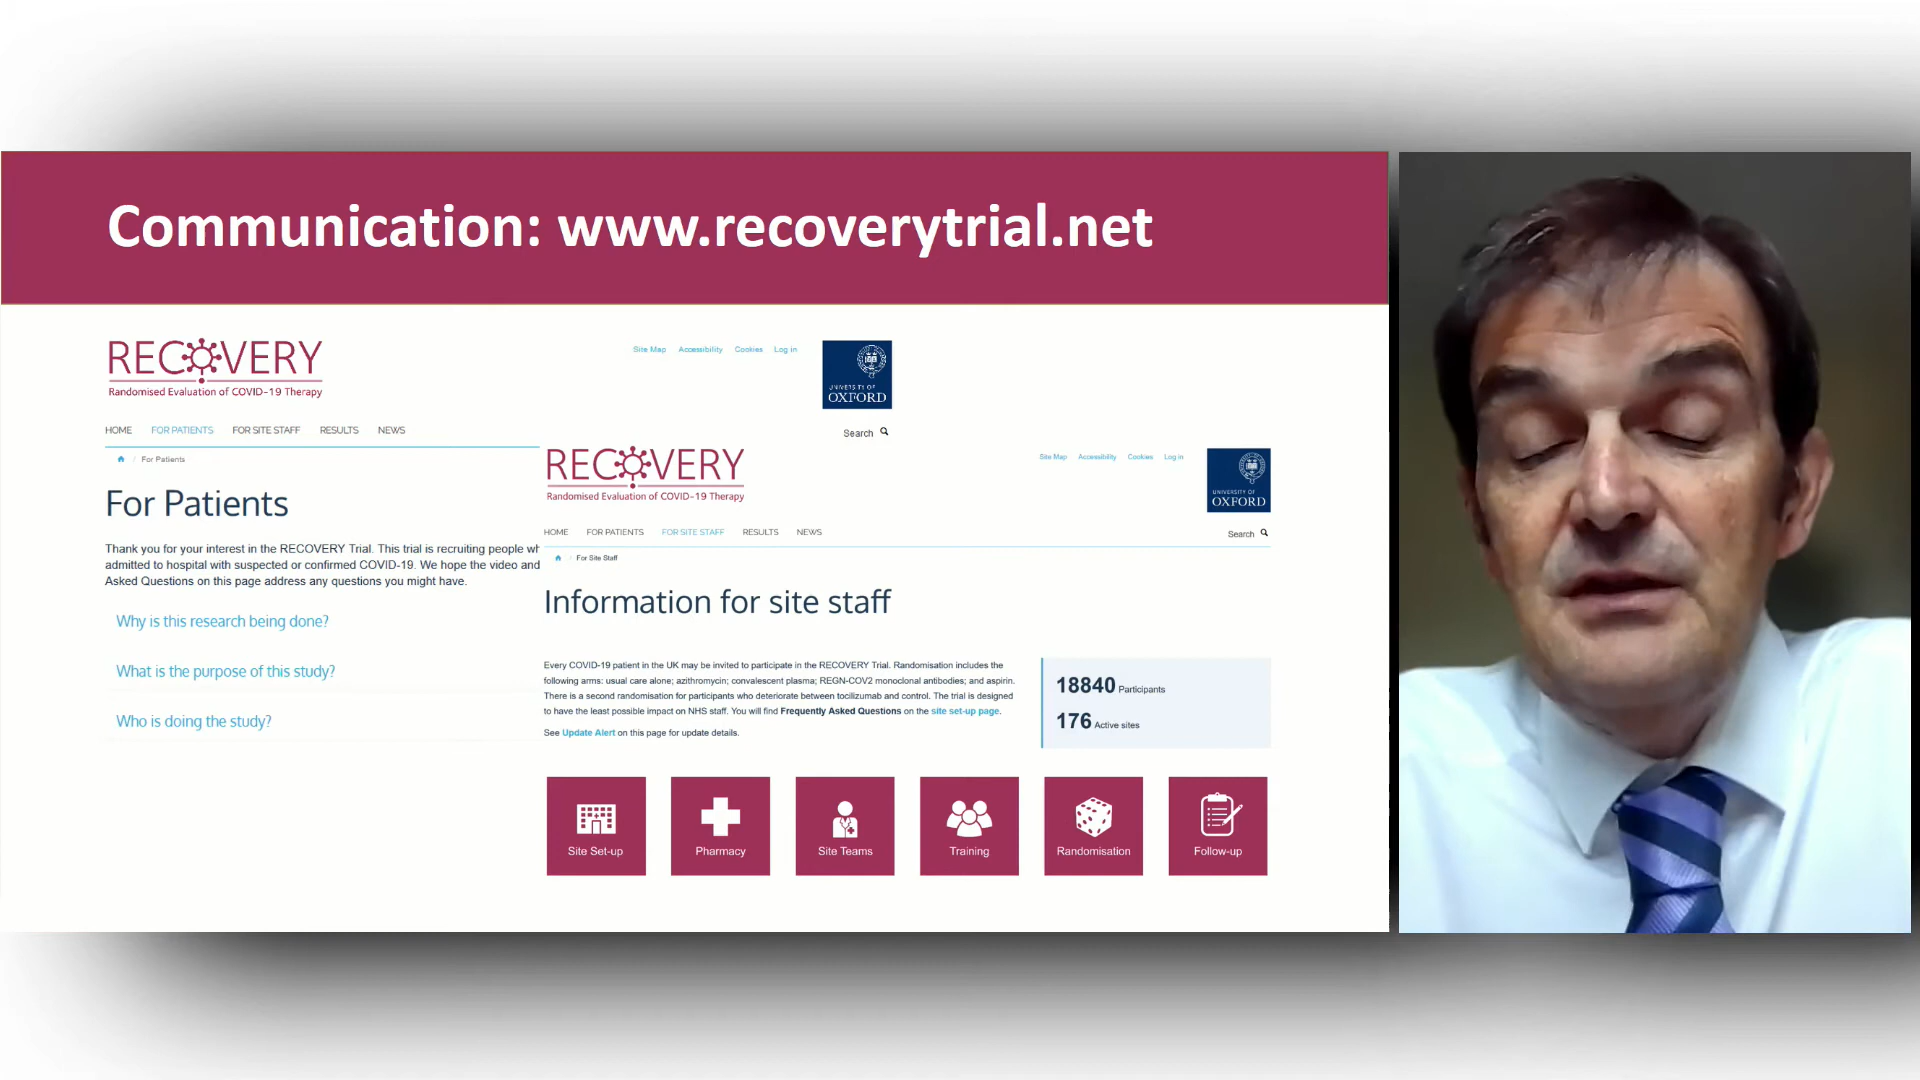 Communication: www.recoverytrial.net
RECOVERY
Randomised Evaluation of COVID-19 Therapy
Site Map Accessibility Cookies Log in
UNIVERSITY OF
OXFORD
HOME FOR PATIENTS FOR SITE STAFF RESULTS NEWS
Search
For Patients
For Patients
Thank you for your interest in the RECOVERY Trial. This trial is recruiting people wh
admitted to hospital with suspected or confirmed COVID-19. We hope the video and
Asked Questions on this page address any questions you might have.
Why is this research being done?
What is the purpose of this study?
Who is doing the study?
RECOVERY
Randomised Evaluation of COVID-19 Therapy
Site Map Accessibility Cookies Log in
UNIVERSITY OF
OXFORD
HOME FOR PATIENTS FOR SITE STAFF RESULTS NEWS
Search
/ For Site Staff
Information for site staff
Every COVID-19 patient in the UK may be invited to participate in the RECOVERY Trial. Randomisation includes the
following arms: usual care alone; azithromycin; convalescent plasma; REGN-COV2 monoclonal antibodies; and aspirin.
There is a second randomisation for participants who deteriorate between tocilizumab and control. The trial is designed
to have the least possible impact on NHS staff. You will find Frequently Asked Questions on the site set-up page.
See Update Alert on this page for update details.
18840 Participants
176 Active sites
Site Set-up
Pharmacy
Site Teams
Training
Randomisation
Follow-up